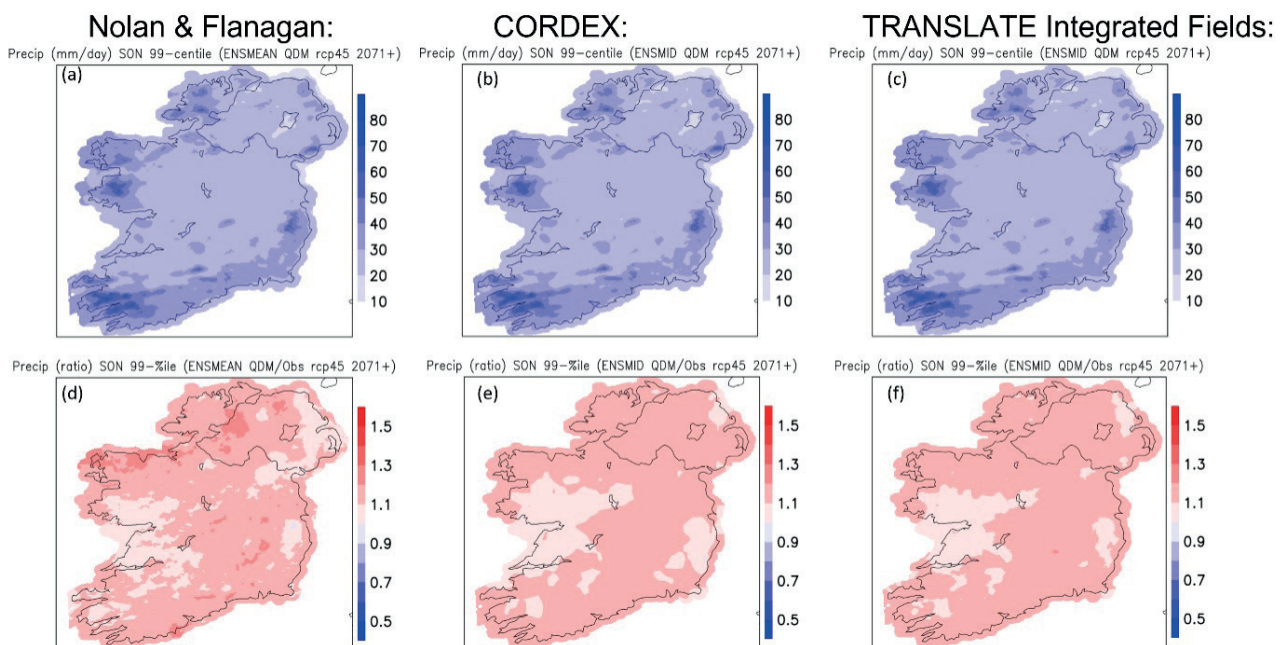 Nolan & Flanagan:
CORDEX:
TRANSLATE Integrated Fields:
Precip (mm/day) SON 99-centile (ENSMEAN QDM rcp45 2071+)
Precip (mm/day) SON 99-centile (ENSMID QDM rcp45 2071+)
Precip (mm/day) SON 99-centile (ENSMID QDM rcp45 2071+)
(a)
80
70
60
50
40
30
20
10
(b)
80
70
60
50
40
30
20
10
(c)
80
70
60
50
40
30
20
10
Precip (ratio) SON 99-%ile (ENSMEAN QDM/Obs rcp45 2071+)
Precip (ratio) SON 99-%ile (ENSMID QDM/Obs rcp45 2071+)
Precip (ratio) SON 99-%ile (ENSMID QDM/Obs rcp45 2071+)
(d)
1.5
1.3
1.1
0.9
0.7
0.5
(e)
1.5
1.3
1.1
0.9
0.7
0.5
(f)
1.5
1.3
1.1
0.9
0.7
0.5